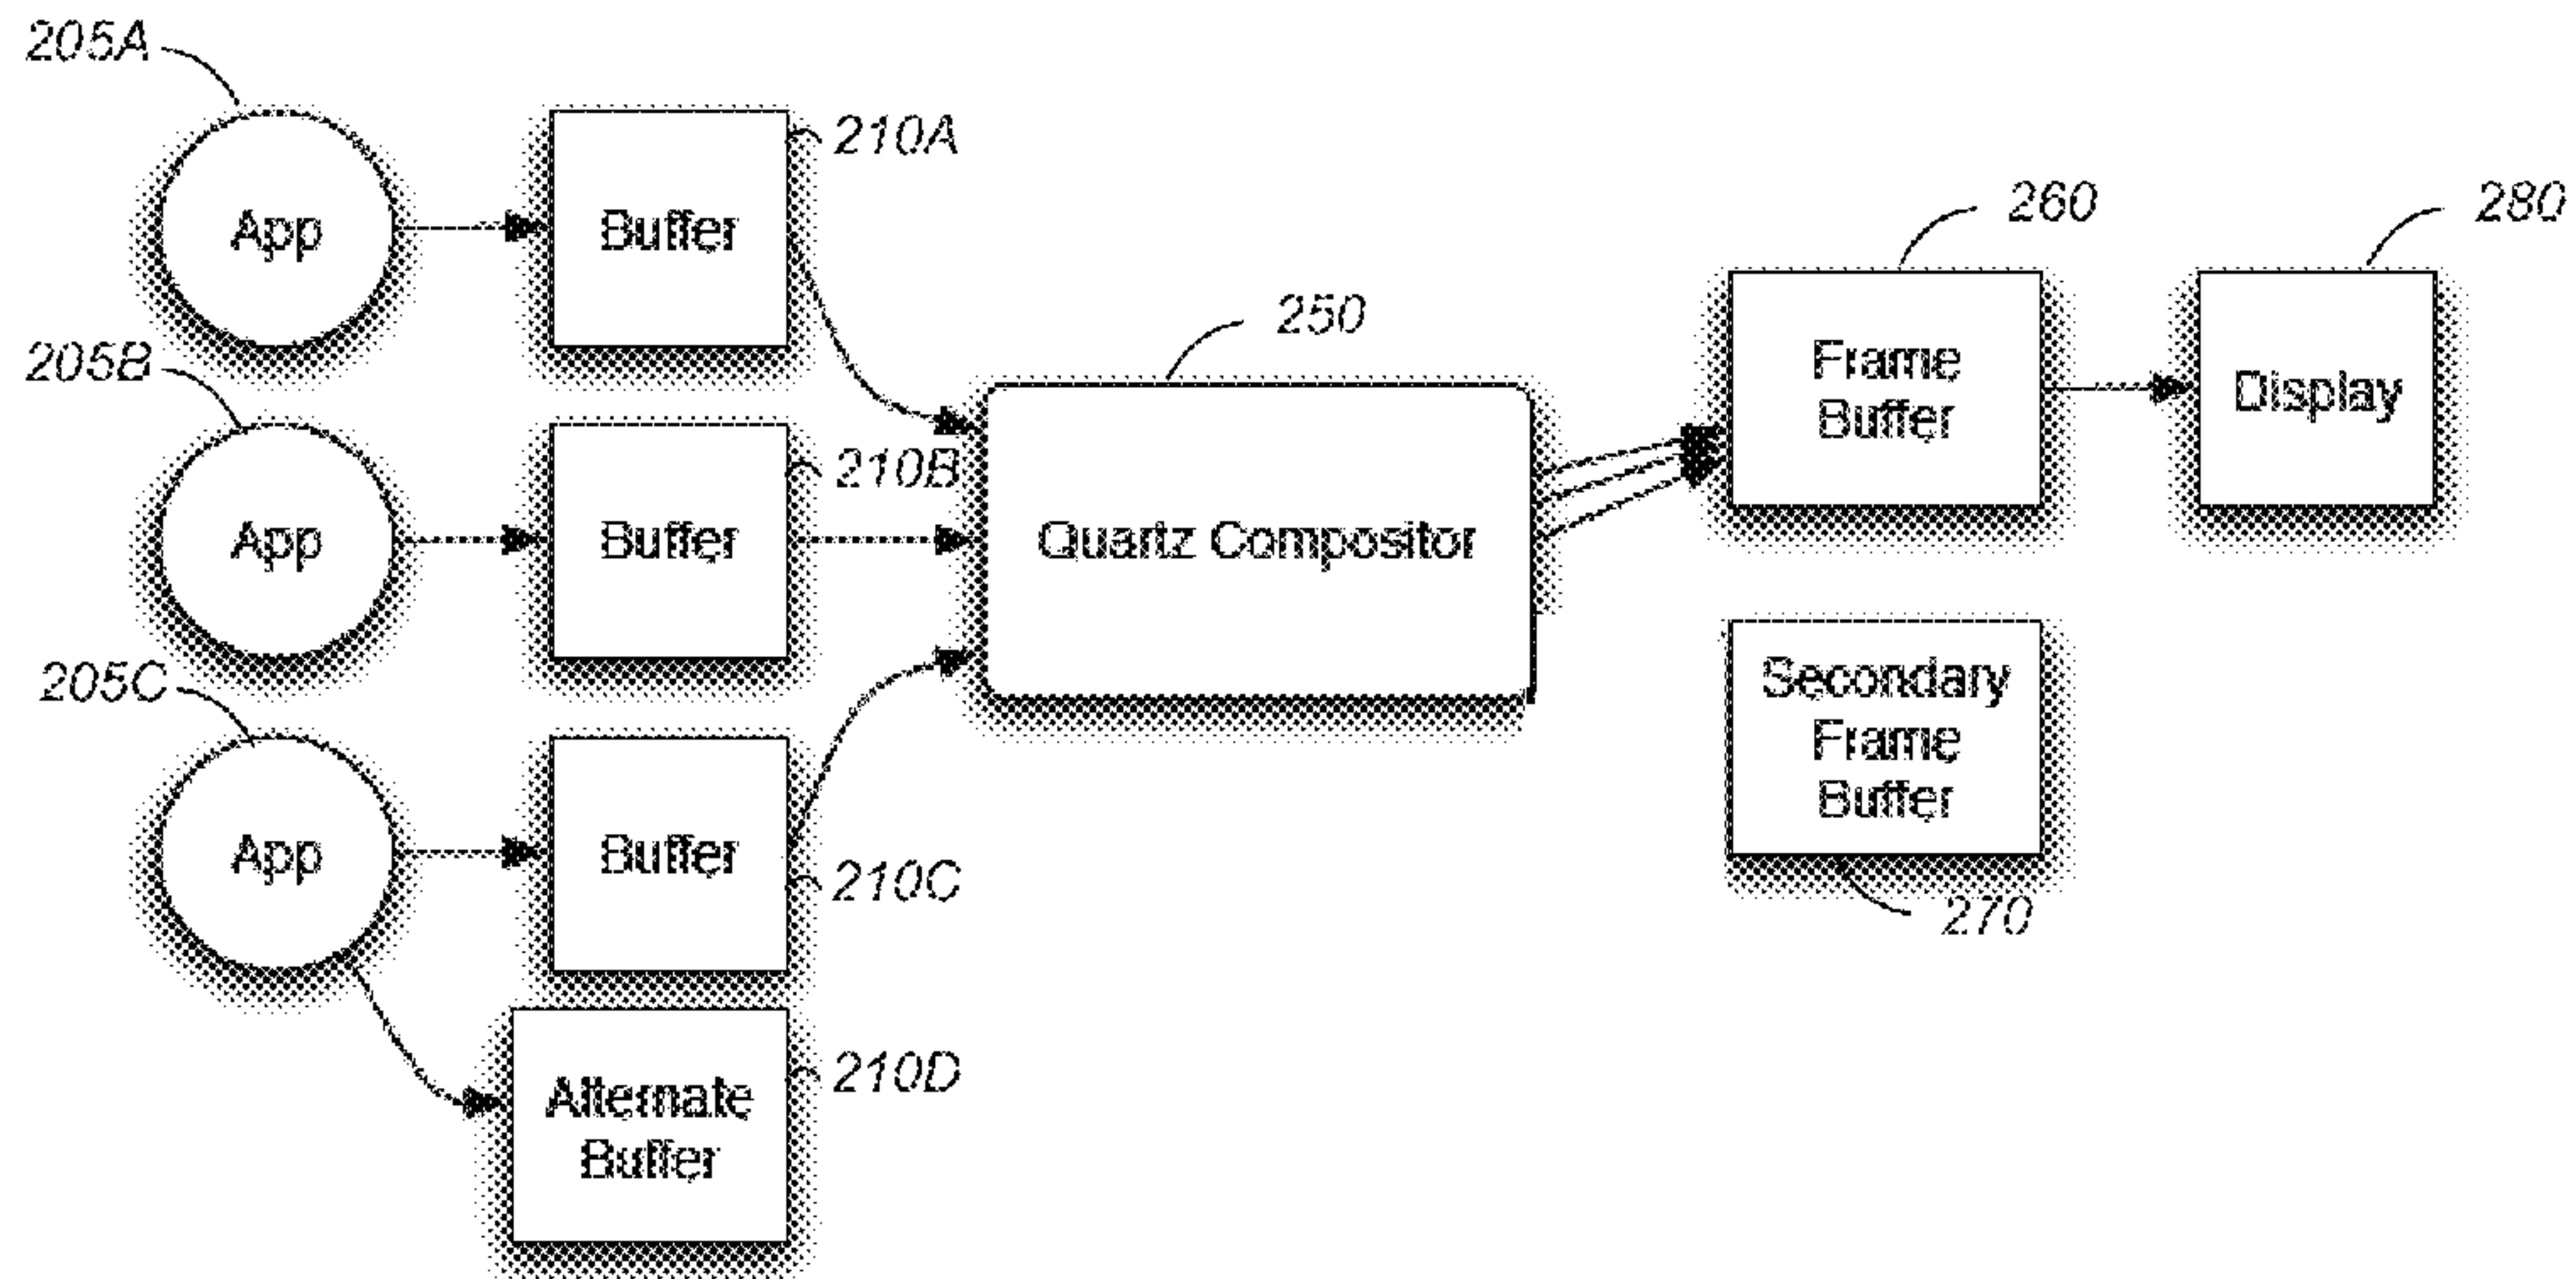 205A
App
Buffer
210A
205B
App
Buffer
210B
205C
App
Buffer
210C
Alternate
Buffer
210D
250
Quartz Compositor
260
Frame
Buffer
280
Display
Secondary
Frame
Buffer
270